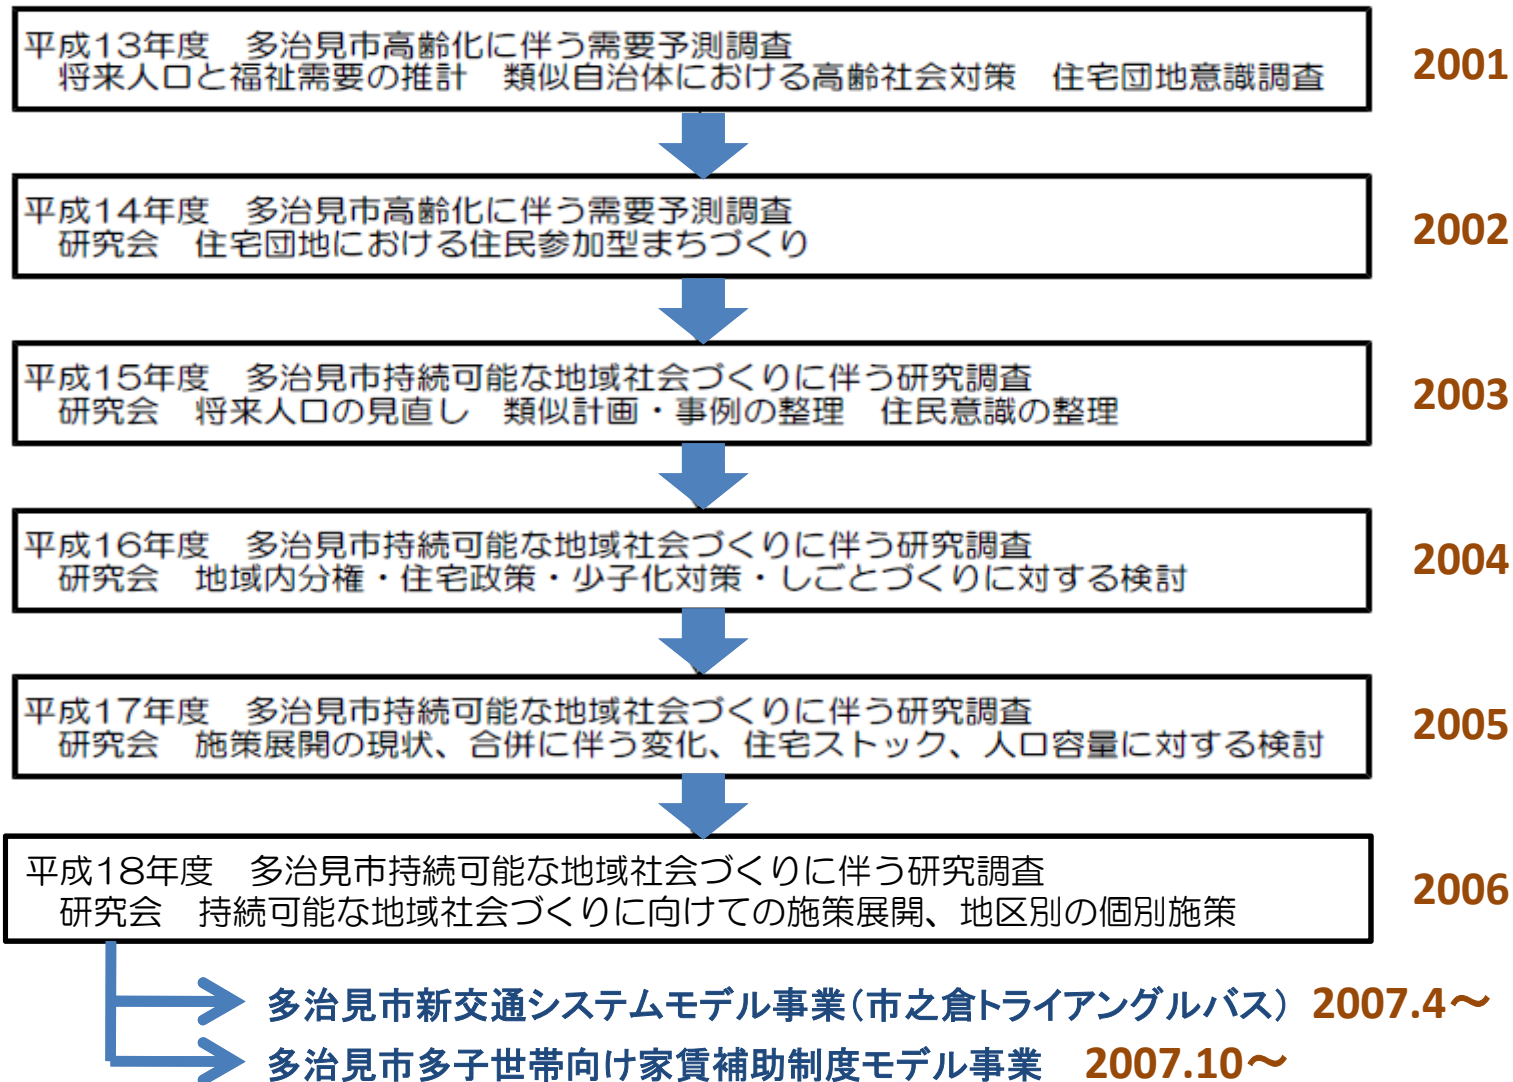 平成13年度　多治見市高齢化に伴う需要予測調査
将来人口と福祉需要の推計　類似自治体における高齢社会対策　住宅団地意識調査
2001
平成14年度　多治見市高齢化に伴う需要予測調査
研究会　住宅団地における住民参加型まちづくり
2002
平成15年度　多治見市持続可能な地域社会づくりに伴う研究調査
研究会　将来人口の見直し　類似計画・事例の整理　住民意識の整理
2003
平成16年度　多治見市持続可能な地域社会づくりに伴う研究調査
研究会　地域内分権・住宅政策・少子化対策・しごとづくりに対する検討
2004
平成17年度　多治見市持続可能な地域社会づくりに伴う研究調査
研究会　施策展開の現状、合併に伴う変化、住宅ストック、人口容量に対する検討
2005
平成18年度　多治見市持続可能な地域社会づくりに伴う研究調査
研究会　持続可能な地域社会づくりに向けての施策展開、地区別の個別施策
2006
多治見市新交通システムモデル事業（市之倉トライアングルバス）　2007.4～
多治見市多子世帯向け家賃補助制度モデル事業　2007.10～